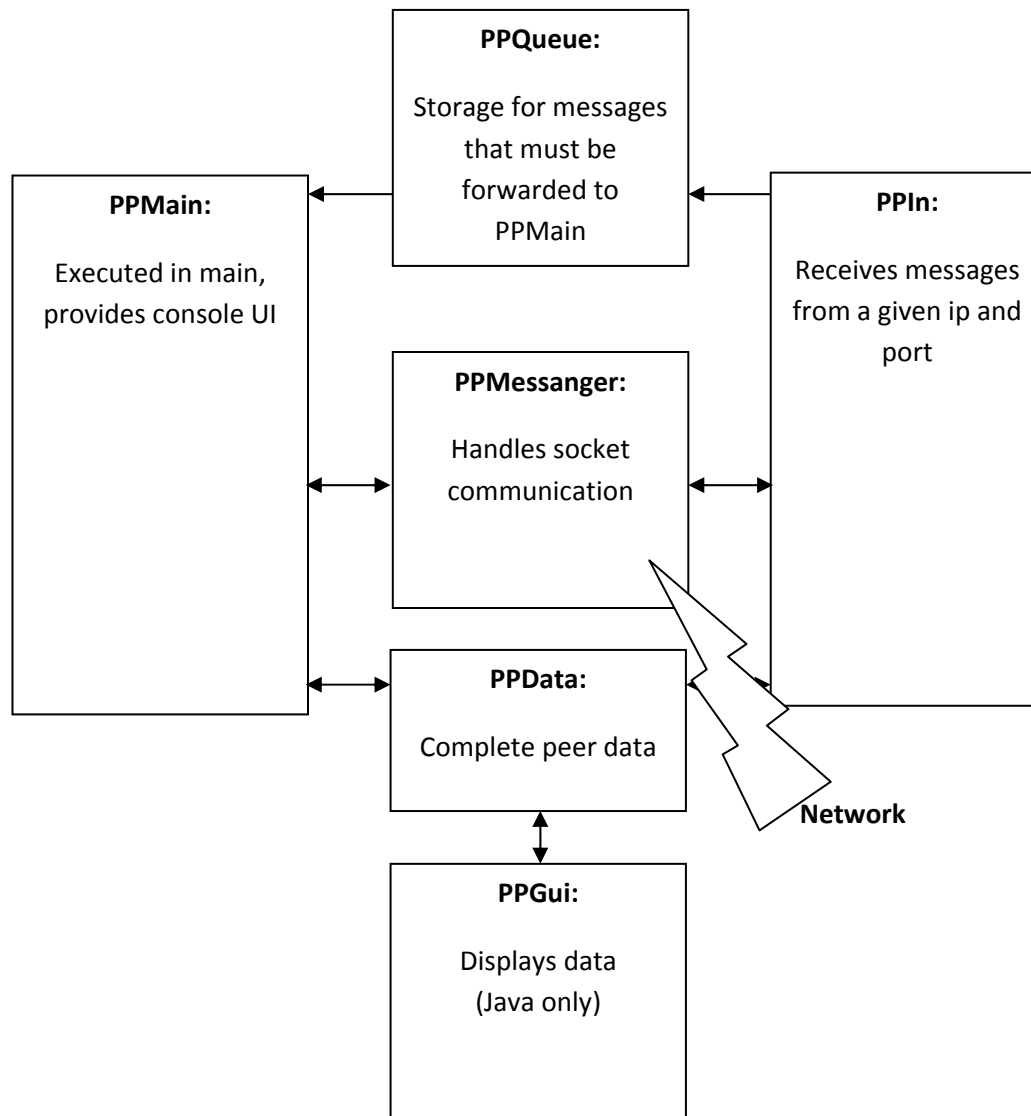 PPQueue:
Storage for messages
that must be
forwarded to
PPMain
PPMain:
Executed in main,
provides console UI
PPIn:
Receives messages
from a given ip and
port
PPMessanger:
Handles socket
communication
PPData:
Complete peer data
Network
PPGui:
Displays data
(Java only)